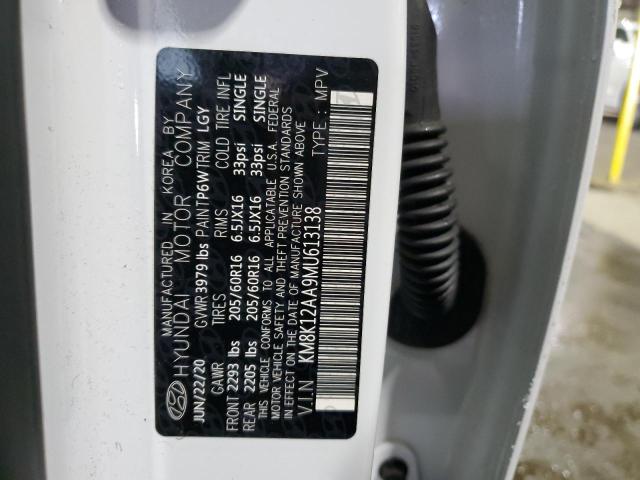 MANUFACTURED IN KOREA BY
HYUNDAI MOTOR COMPANY
JUN/22/20 GVWR 3979 lbs PAINT P6W TRIM LGY
GAWR TIRES RIMS COLD TIRE INFL
FRONT 2293 lbs 205/60R16 6.5JX16 33psi SINGLE
REAR 2205 lbs 205/60R16 6.5JX16 33psi SINGLE
THIS VEHICLE CONFORMS TO ALL APPLICABLE U.S.A. FEDERAL
MOTOR VEHICLE SAFETY AND THEFT PREVENTION STANDARDS
IN EFFECT ON THE DATE OF MANUFACTURE SHOWN ABOVE
V.I.N : KM8K12AA9MU613138 TYPE : MPV